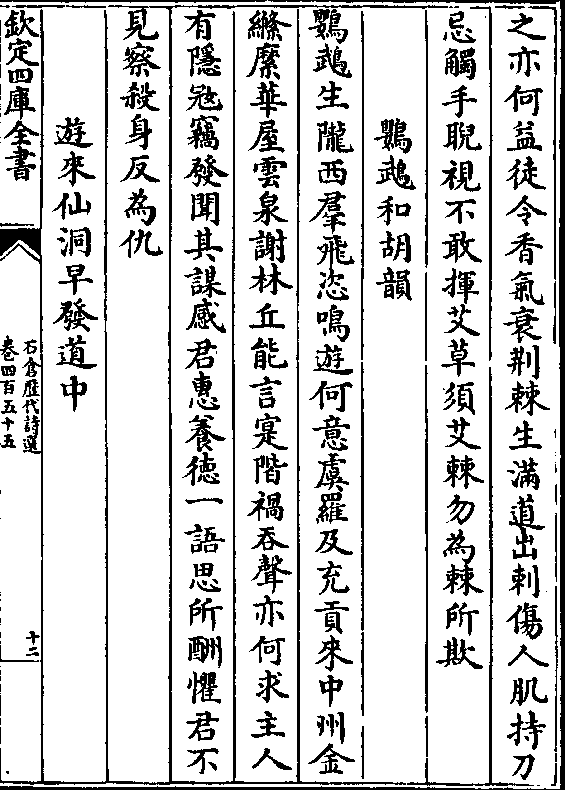 之亦何益徒令香氣衰荆棘生滿道出刺傷人肌持刀
忌觸手睨視不敢揮艾草須艾棘勿為棘所欺
鸚鵡和胡韻
鸚鵡生隴西羣飛恣鳴遊何意虞羅及充貢來中州金
絛縻華屋雲泉謝林丘能言寔階禍吞聲亦何求主人
有隱冦竊發聞其謀感君惠養德一語思所酬懼君不
見察殺身反為仇
遊來仙洞早發道中
欽定四庫全書
石倉歴代詩選
卷四百五十五
十二